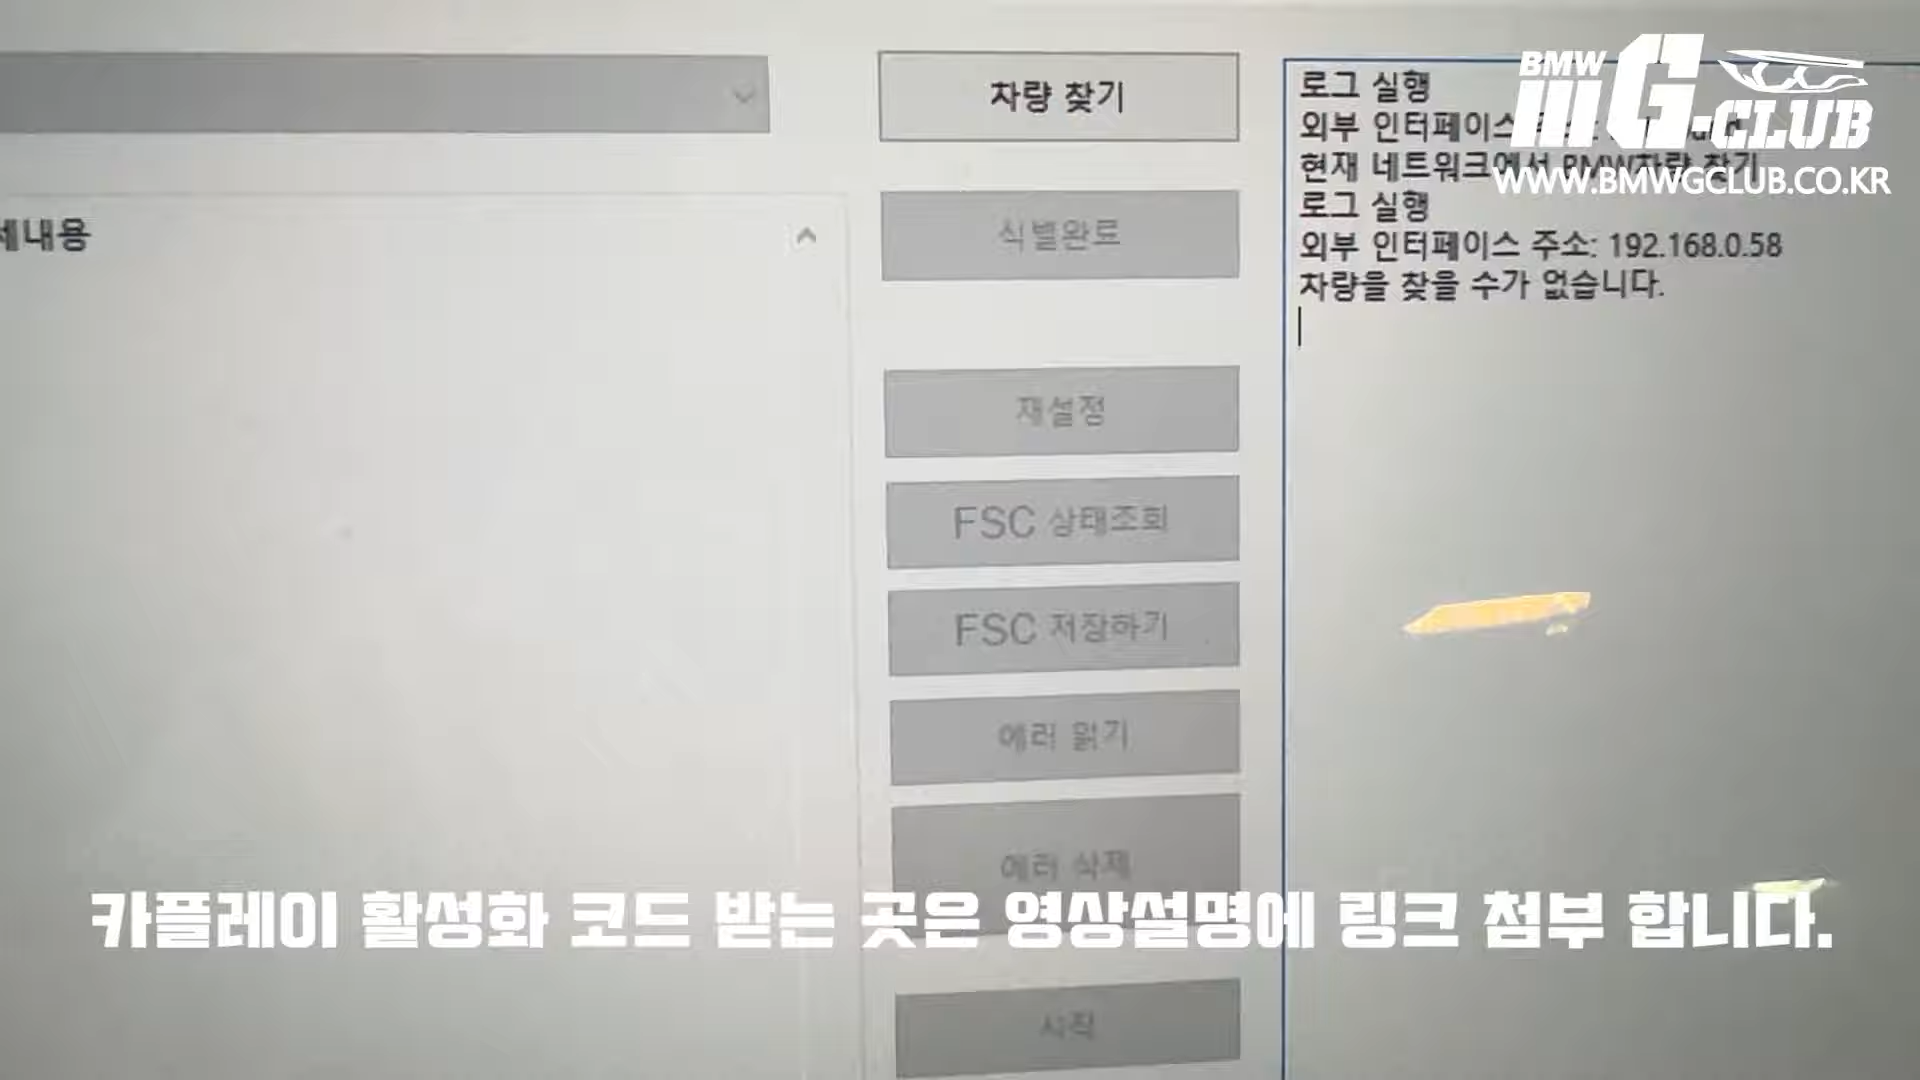 차량 찾기
식별완료
세내용
재설정
FSC 상태조회
FSC 저장하기
에러 읽기
에러 삭제
시작
로그 실행
외부 인터페이스
현재 네트워크에서 BMW차량 찾기
로그 실행
외부 인터페이스 주소: 192.168.0.58
차량을 찾을 수가 없습니다.
BMW
G.CLUB
WWW.BMWGCLUB.CO.KR
카플레이 활성화 코드 받는 곳은 영상설명에 링크 첨부 합니다.